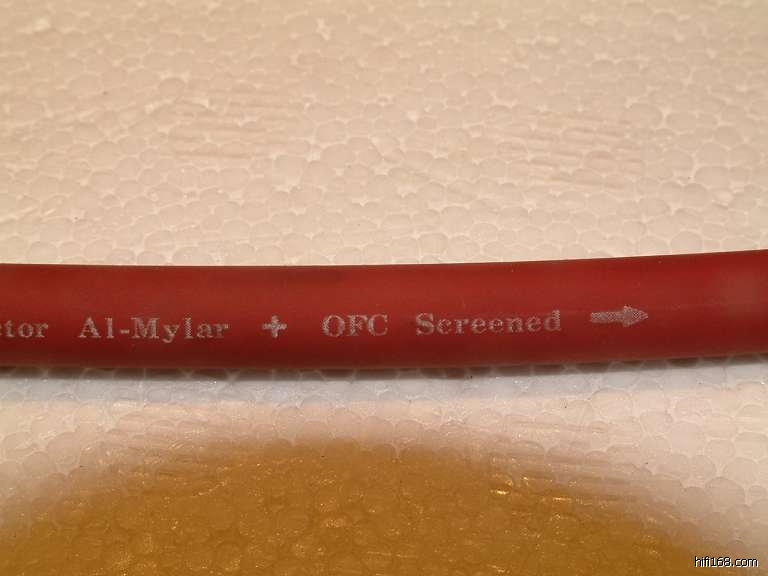 ctor Al-Mylar + OFC Screened
hifi168.com